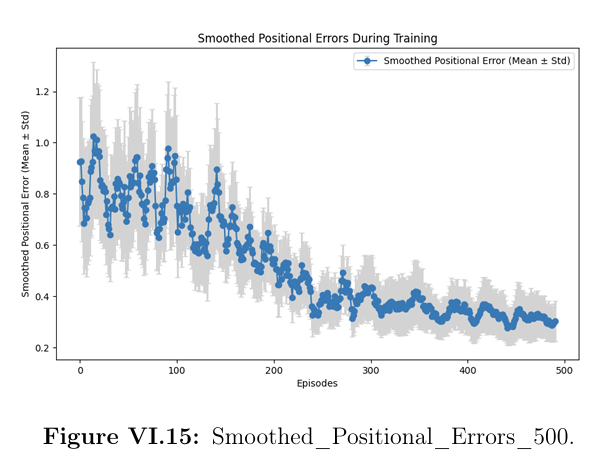 Smoothed Positional Errors During Training
Smoothed Positional Error (Mean ± Std)
Smoothed Positional Error (Mean ± Std)
1.2
1.0
0.8
0.6
0.4
0.2
0 100 200 300 400 500
Episodes
Figure VI.15: Smoothed_Positional_Errors_500.